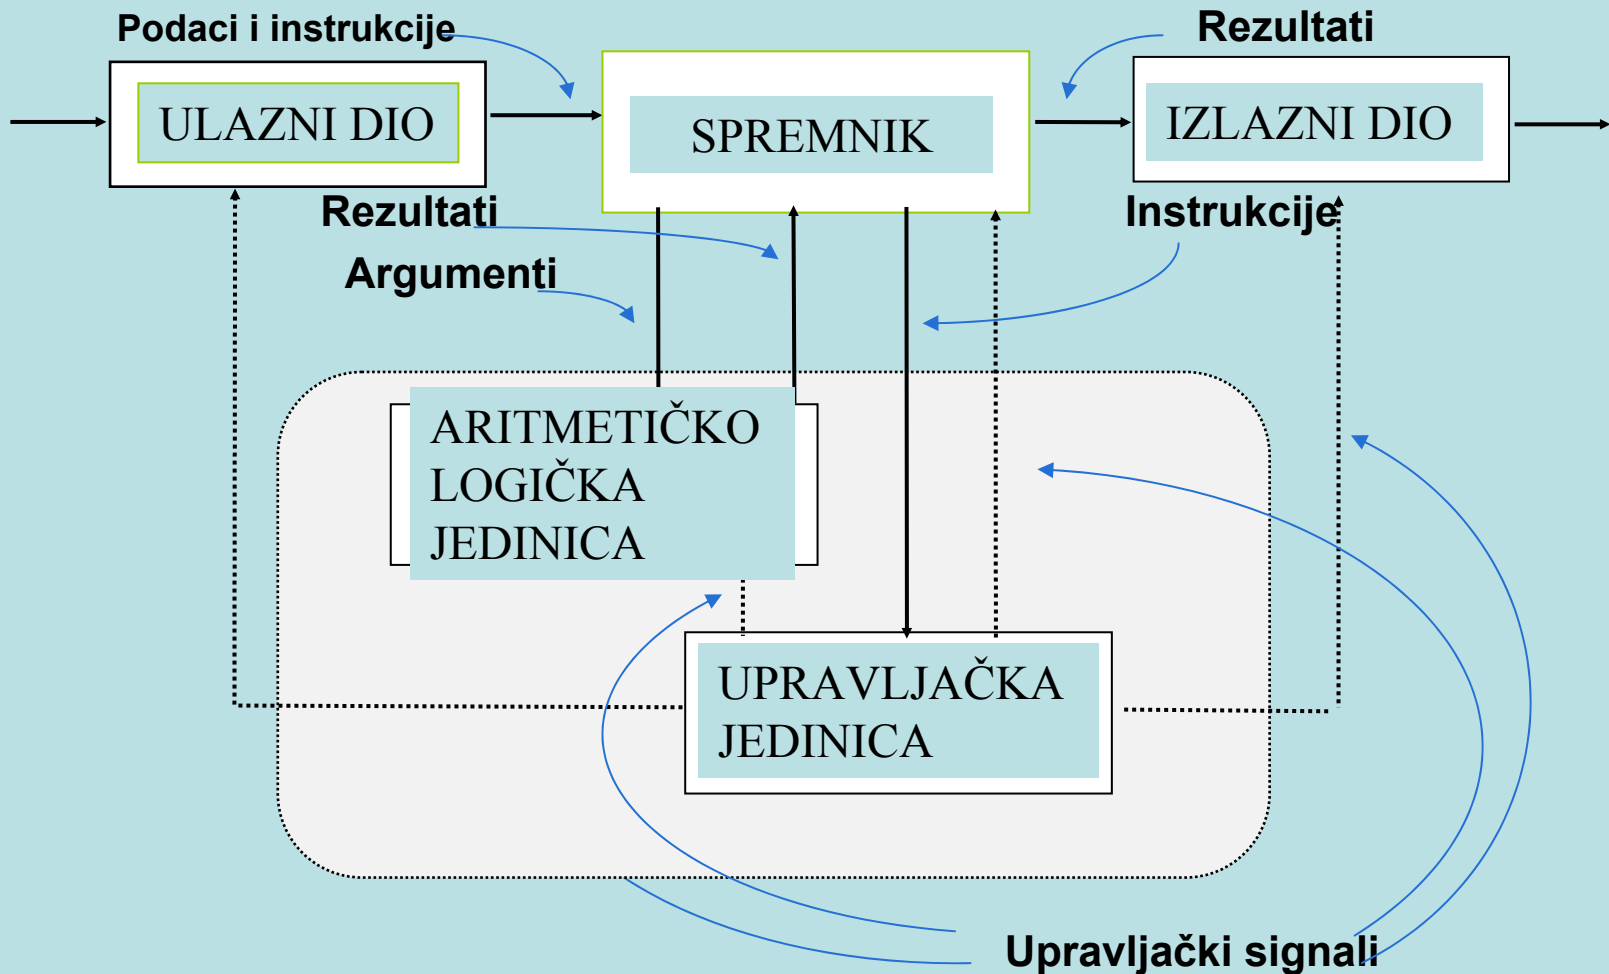 Podaci i instrukcije
Rezultati
ULAZNI DIO
SPREMNIK
IZLAZNI DIO
Rezultati
Instrukcije
Argumenti
ARITMETIČKO
LOGIČKA
JEDINICA
UPRAVLJAČKA
JEDINICA
Upravljački signali